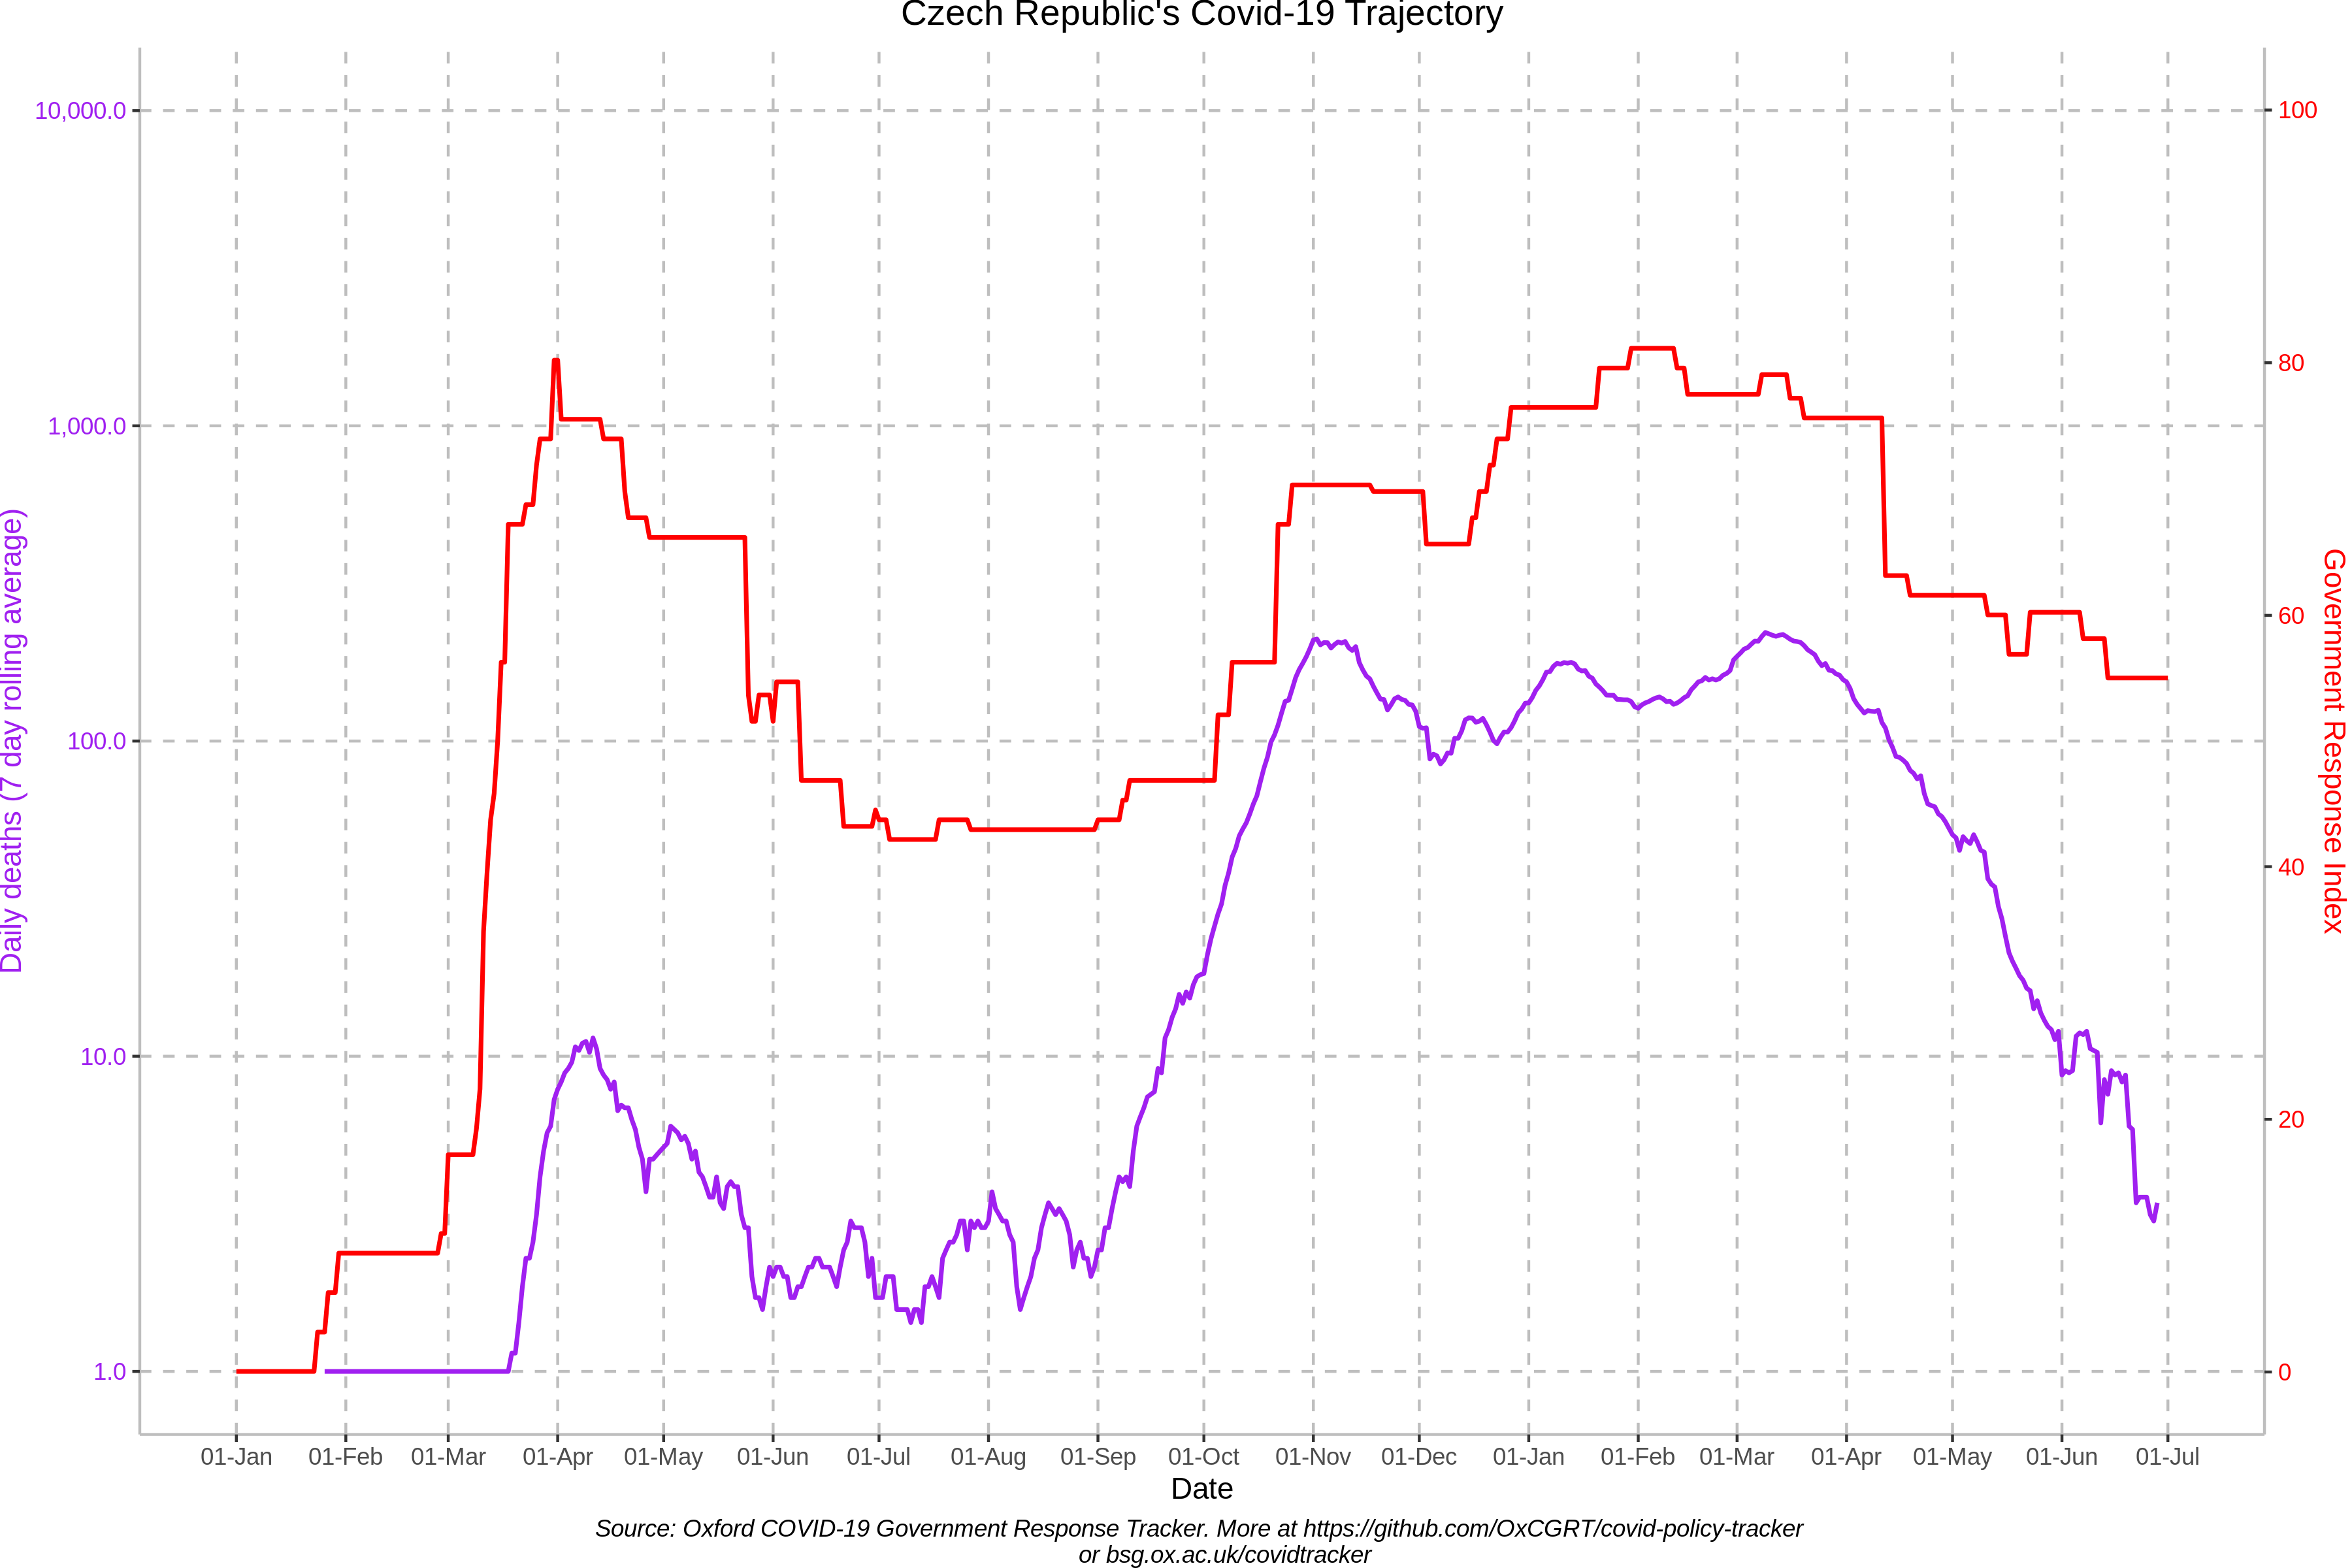 Czech Republic's Covid-19 Trajectory
10,000.0
1,000.0
100.0
10.0
1.0
Daily deaths (7 day rolling average)
100
80
60
40
20
0
Government Response Index
01-Jan 01-Feb 01-Mar 01-Apr 01-May 01-Jun 01-Jul 01-Aug 01-Sep 01-Oct 01-Nov 01-Dec 01-Jan 01-Feb 01-Mar 01-Apr 01-May 01-Jun 01-Jul
Date
Source: Oxford COVID-19 Government Response Tracker. More at https://github.com/OxCGRT/covid-policy-tracker
or bsg.ox.ac.uk/covidtracker